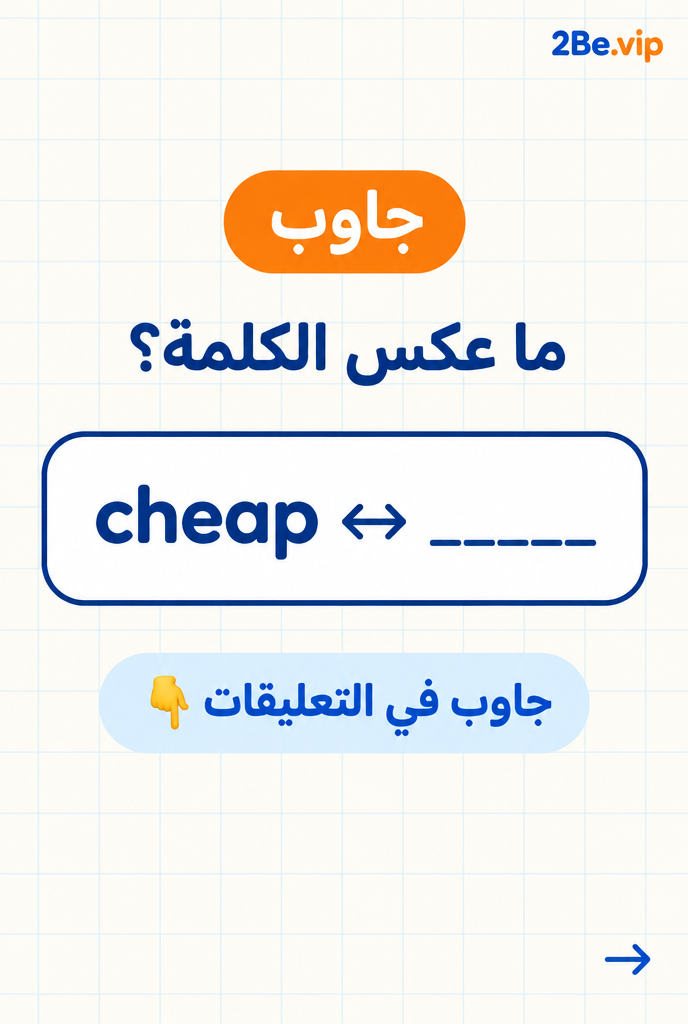 2Be.vip
جاوب
ما عكس الكلمة؟
cheap ↔ _____
جاوب في التعليقات 👇
→